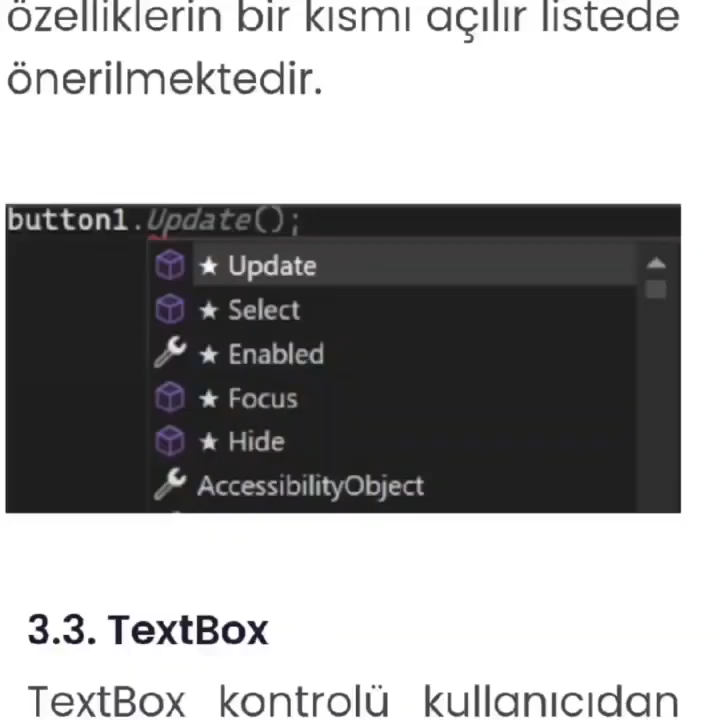 özelliklerin bir kısmı açılır listede
önerilmektedir.
button1.Update();
★ Update
★ Select
★ Enabled
★ Focus
★ Hide
AccessibilityObject
3.3. TextBox
TextBox kontrolü kullanıcıdan